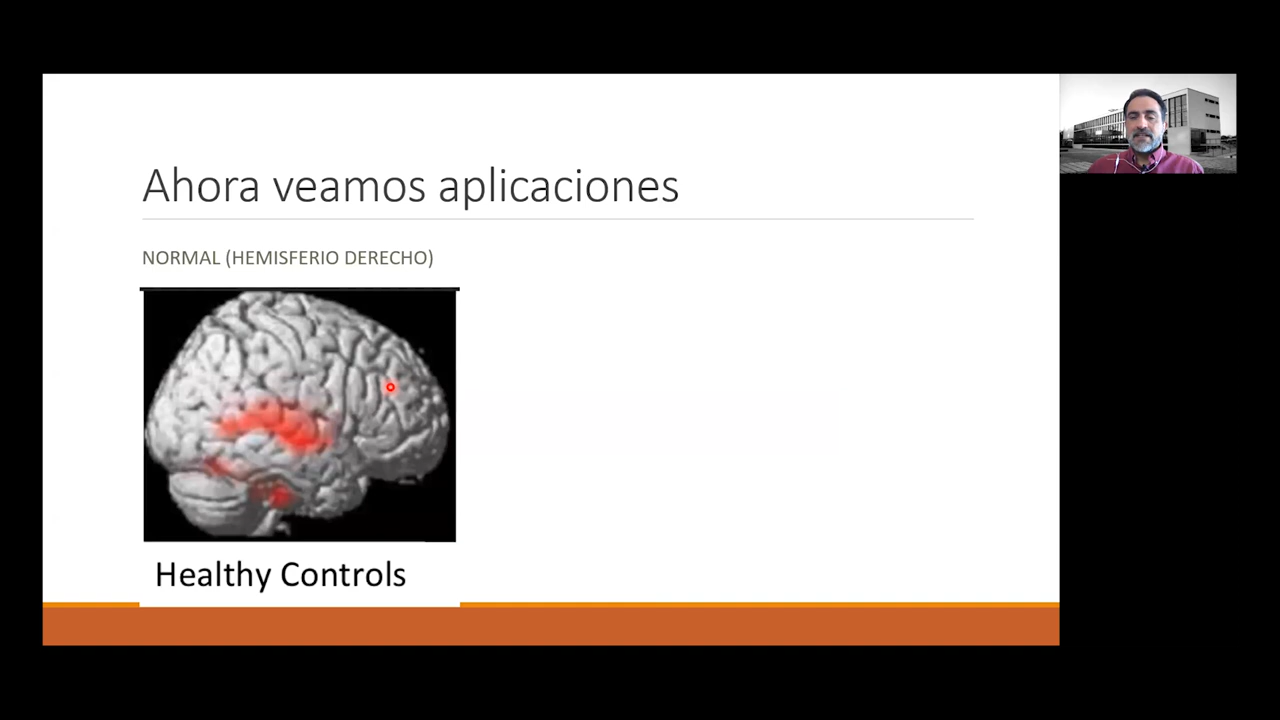 Ahora veamos aplicaciones
NORMAL (HEMISFERIO DERECHO)
Healthy Controls